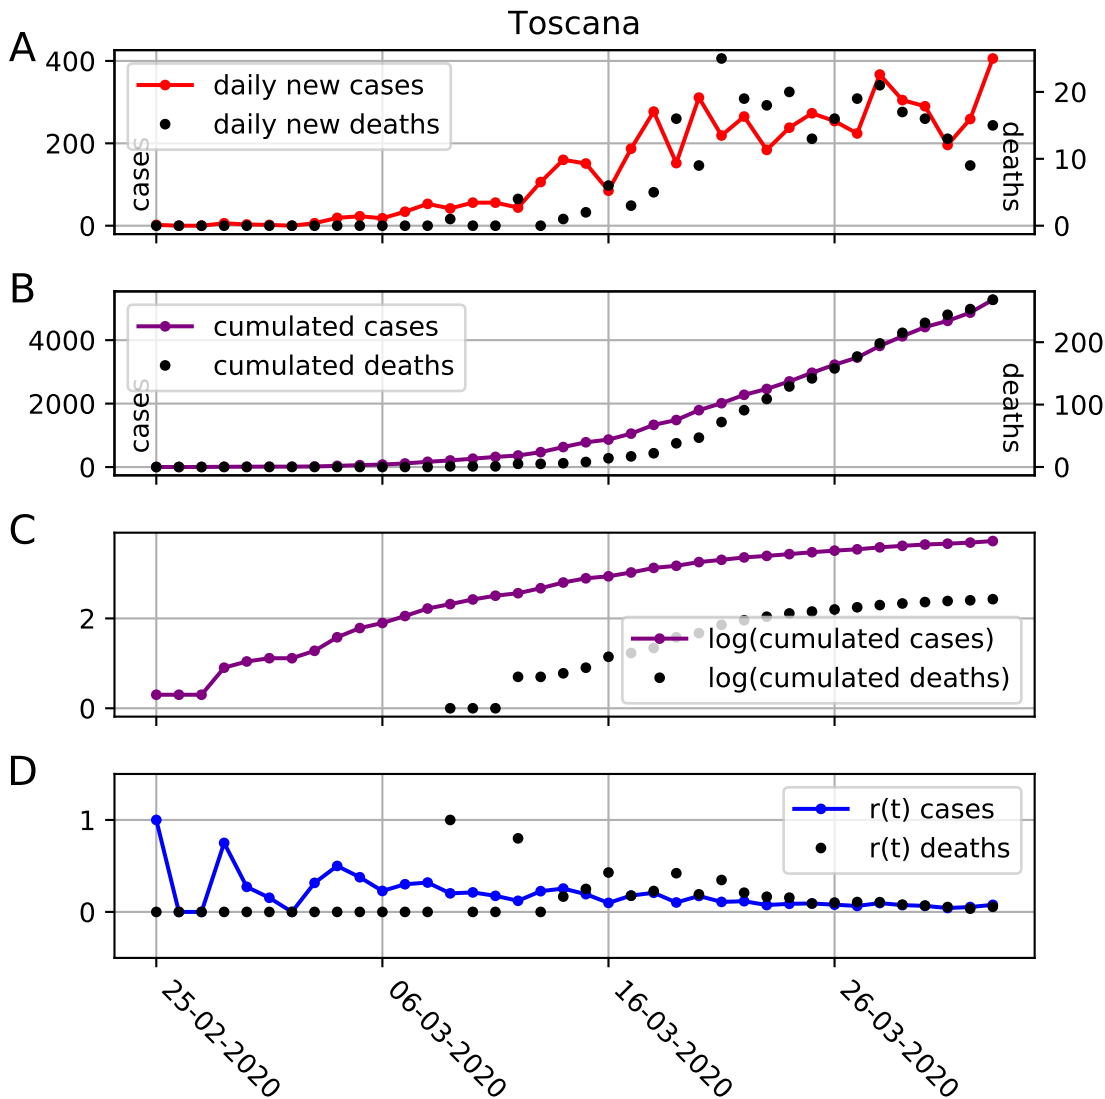 Toscana
A
400
200
0
cases
daily new cases
daily new deaths
20
10
0
deaths
B
4000
2000
0
cases
cumulated cases
cumulated deaths
200
100
0
deaths
C
2
0
log(cumulated cases)
log(cumulated deaths)
D
1
0
r(t) cases
r(t) deaths
25-02-2020
06-03-2020
16-03-2020
26-03-2020